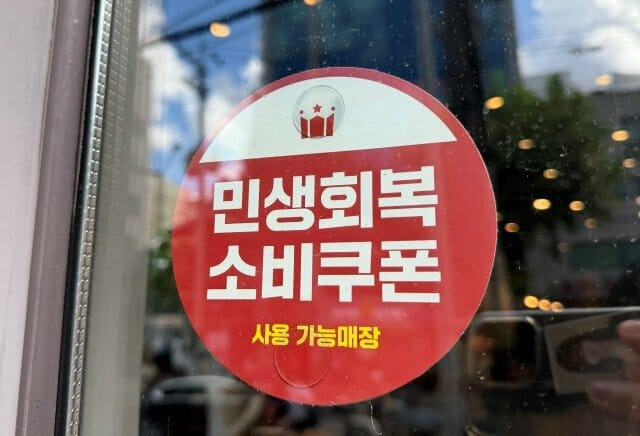 민생회복
소비쿠폰
사용 가능매장